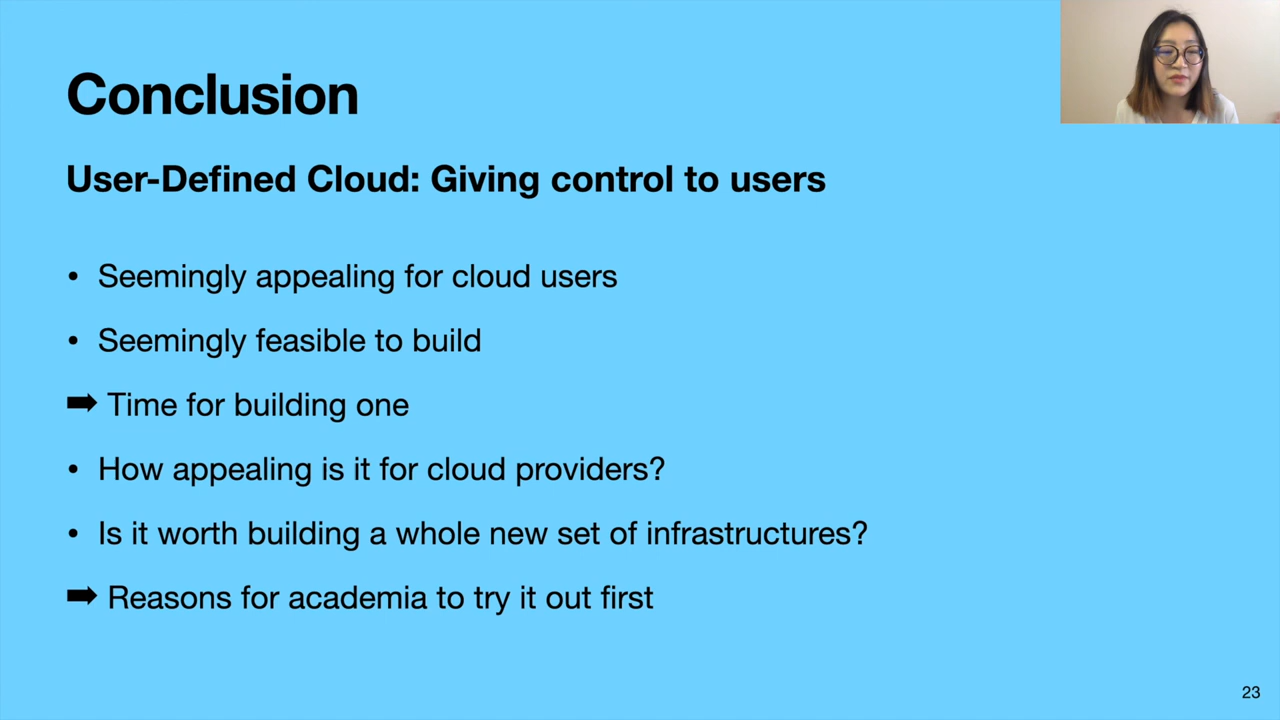 Conclusion
User-Defined Cloud: Giving control to users
• Seemingly appealing for cloud users
• Seemingly feasible to build
➡ Time for building one
• How appealing is it for cloud providers?
• Is it worth building a whole new set of infrastructures?
➡ Reasons for academia to try it out first
23